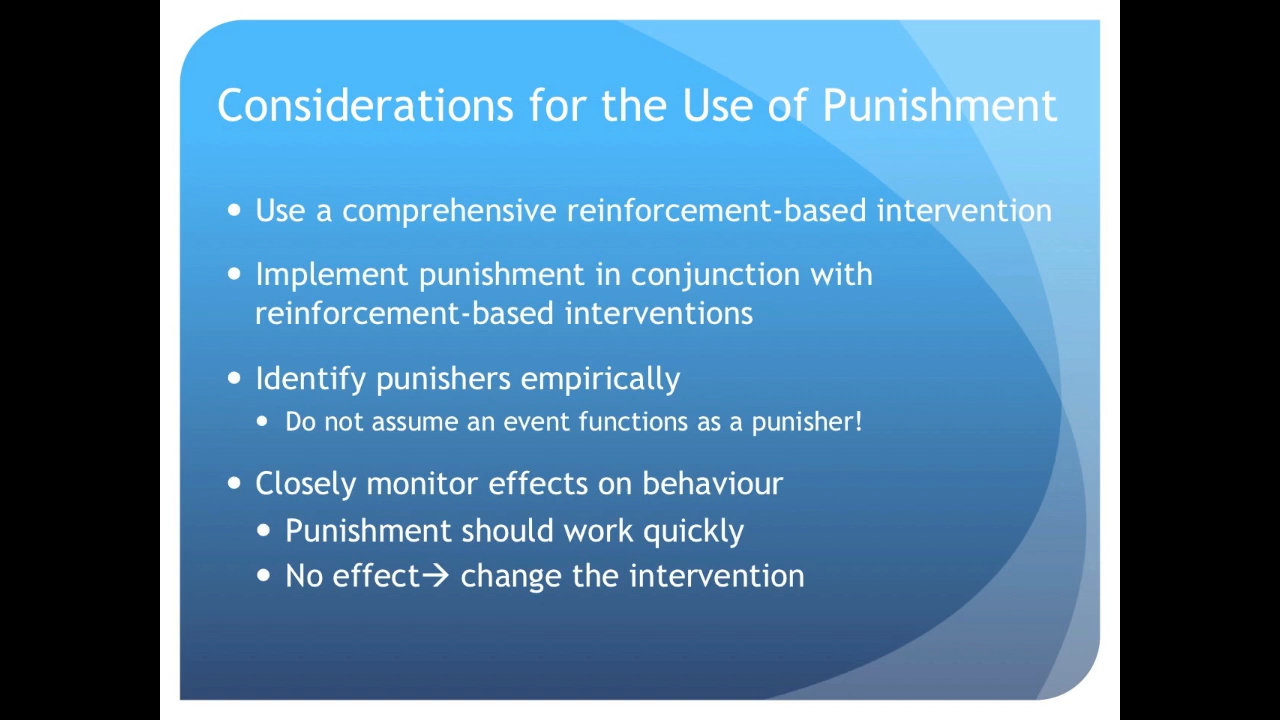 Considerations for the Use of Punishment
• Use a comprehensive reinforcement-based intervention
• Implement punishment in conjunction with
reinforcement-based interventions
• Identify punishers empirically
• Do not assume an event functions as a punisher!
• Closely monitor effects on behaviour
• Punishment should work quickly
• No effect→ change the intervention